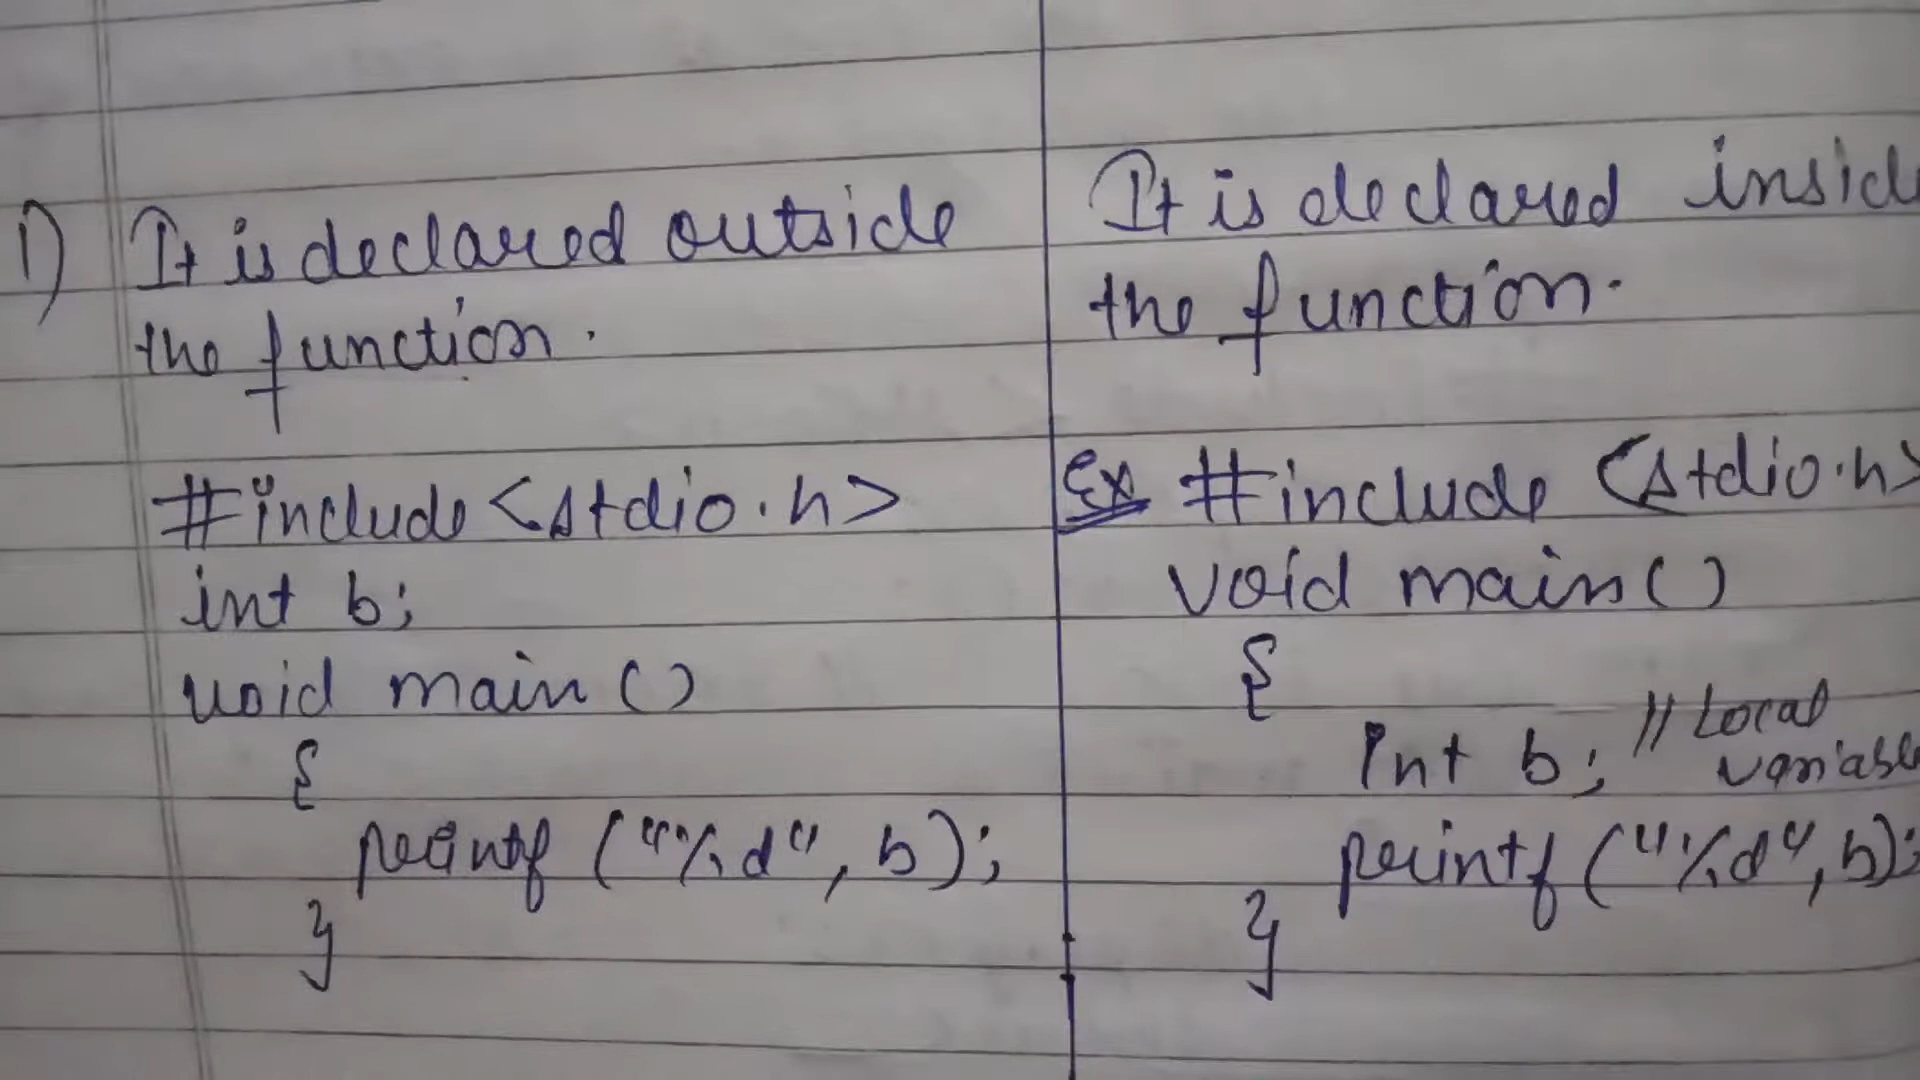 1) It is declared outside
the function.
#include <stdio.h>
int b;
void main()
{
printf ("%d", b);
}
It is declared insid
the function.
Ex #include <stdio.h>
void main()
{
Int b; // Local
variable
printf ("%d", b);
}